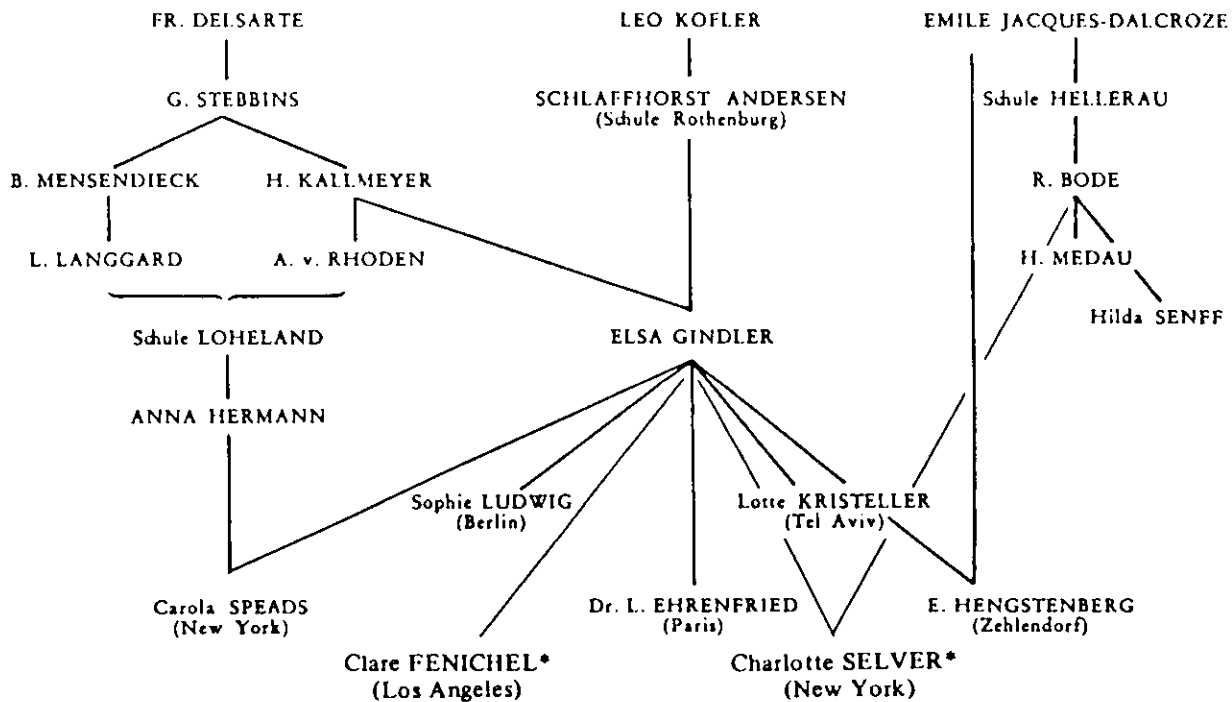 FR. DELSARTE
LEO KOFLER
EMILE JACQUES-DALCROZE
G. STEBBINS
SCHLAFFHORST ANDERSEN
(Schule Rothenburg)
Schule HELLERAU
B. MENSENDIECK
H. KALLMEYER
R. BODE
L. LANGGARD
A. v. RHODEN
H. MEDAU
Hilda SENFF
Schule LOHELAND
ELSA GINDLER
ANNA HERMANN
Sophie LUDWIG
(Berlin)
Lotte KRISTELLER
(Tel Aviv)
Carola SPEADS
(New York)
Dr. L. EHRENFRIED
(Paris)
E. HENGSTENBERG
(Zehlendorf)
Clare FENICHEL*
(Los Angeles)
Charlotte SELVER*
(New York)